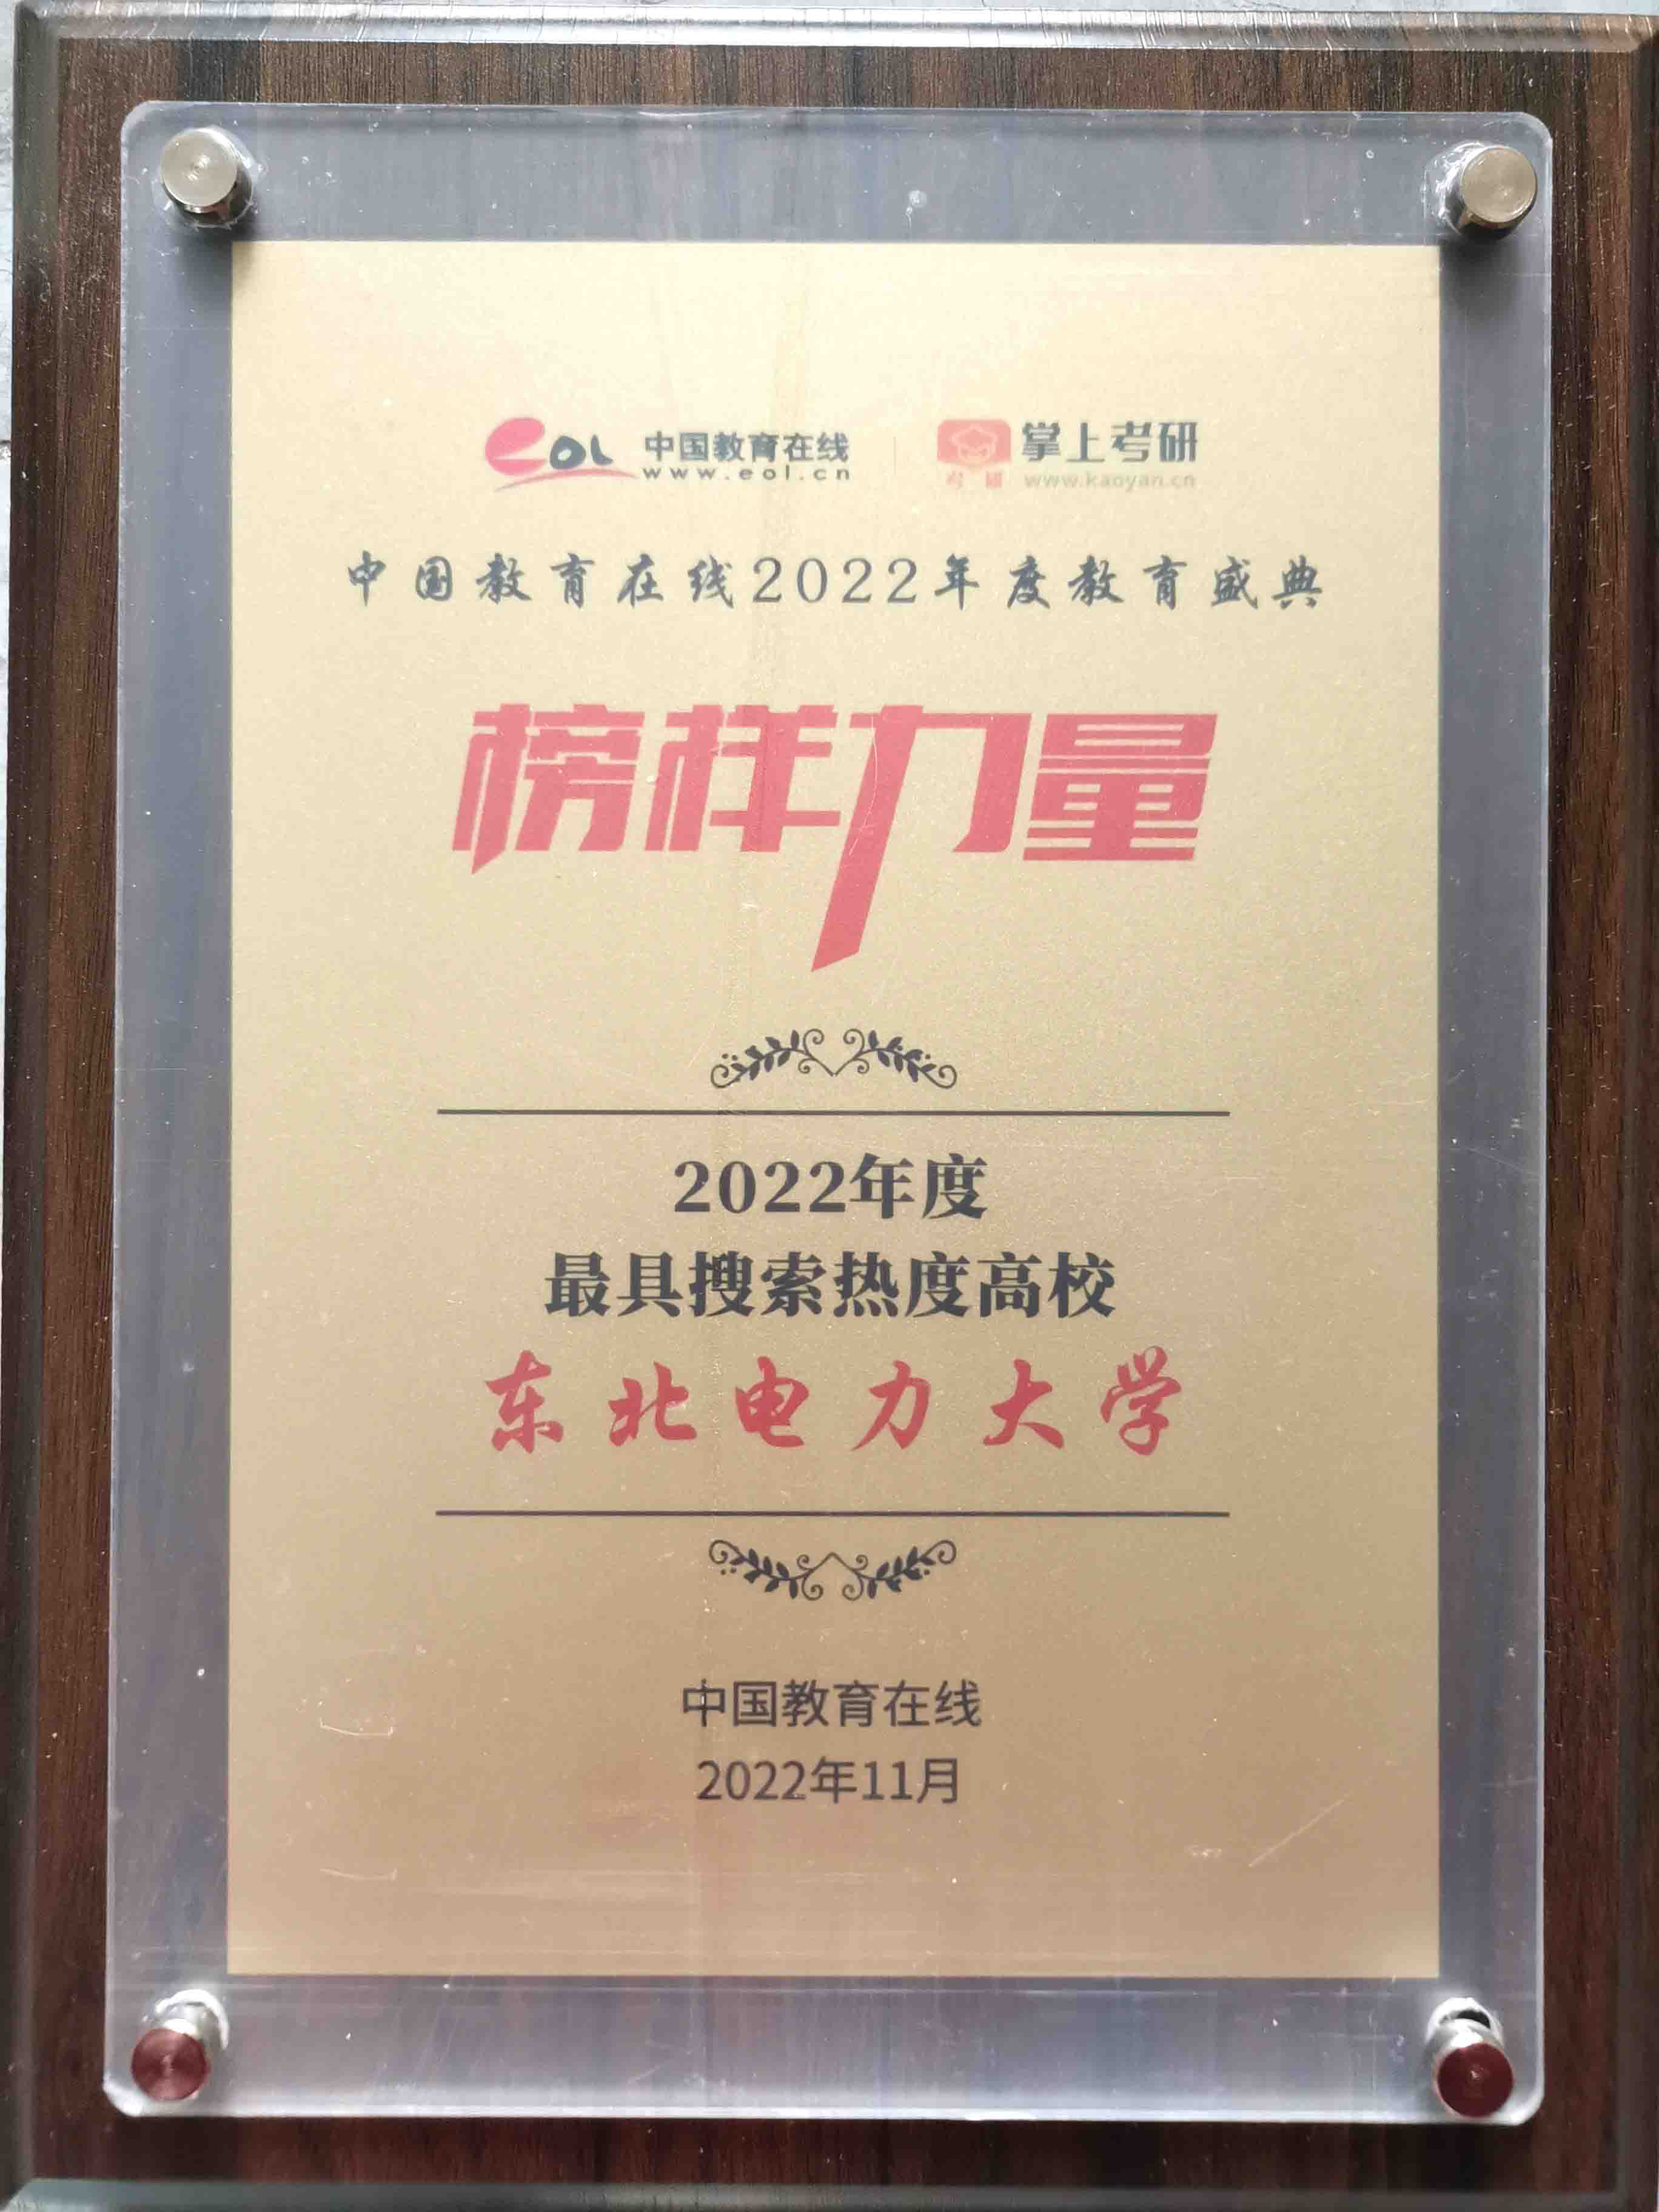 eol 中国教育在线 掌上考研
www.eol.cn 考研 www.kaoyan.cn
中国教育在线2022年度教育盛典
榜样力量
2022年度
最具搜索热度高校
东北电力大学
中国教育在线
2022年11月